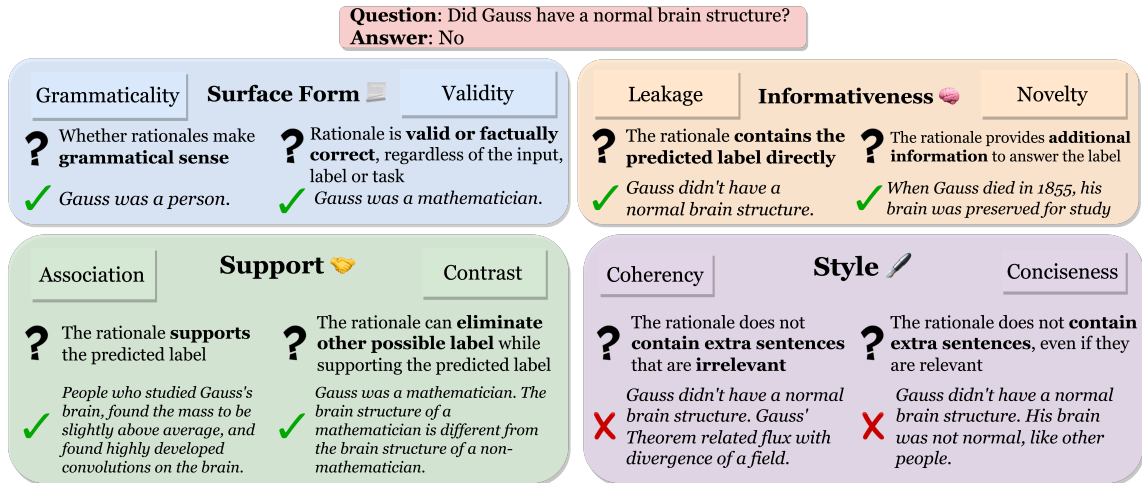 Question: Did Gauss have a normal brain structure?
Answer: No
Grammaticality
Surface Form
Validity
? Whether rationales make
grammatical sense
✓ Gauss was a person.
? Rationale is valid or factually
correct, regardless of the input,
label or task
✓ Gauss was a mathematician.
Leakage
Informativeness
Novelty
? The rationale contains the
predicted label directly
✓ Gauss didn't have a
normal brain structure.
? The rationale provides additional
information to answer the label
✓ When Gauss died in 1855, his
brain was preserved for study
Association
Support
Contrast
? The rationale supports
the predicted label
✓ People who studied Gauss's
brain, found the mass to be
slightly above average, and
found highly developed
convolutions on the brain.
? The rationale can eliminate
other possible label while
supporting the predicted label
✓ Gauss was a mathematician. The
brain structure of a
mathematician is different from
the brain structure of a non-
mathematician.
Coherency
Style
Conciseness
? The rationale does not
contain extra sentences
that are irrelevant
✗ Gauss didn't have a normal
brain structure. Gauss'
Theorem related flux with
divergence of a field.
? The rationale does not contain
extra sentences, even if they
are relevant
✗ Gauss didn't have a normal
brain structure. His brain
was not normal, like other
people.